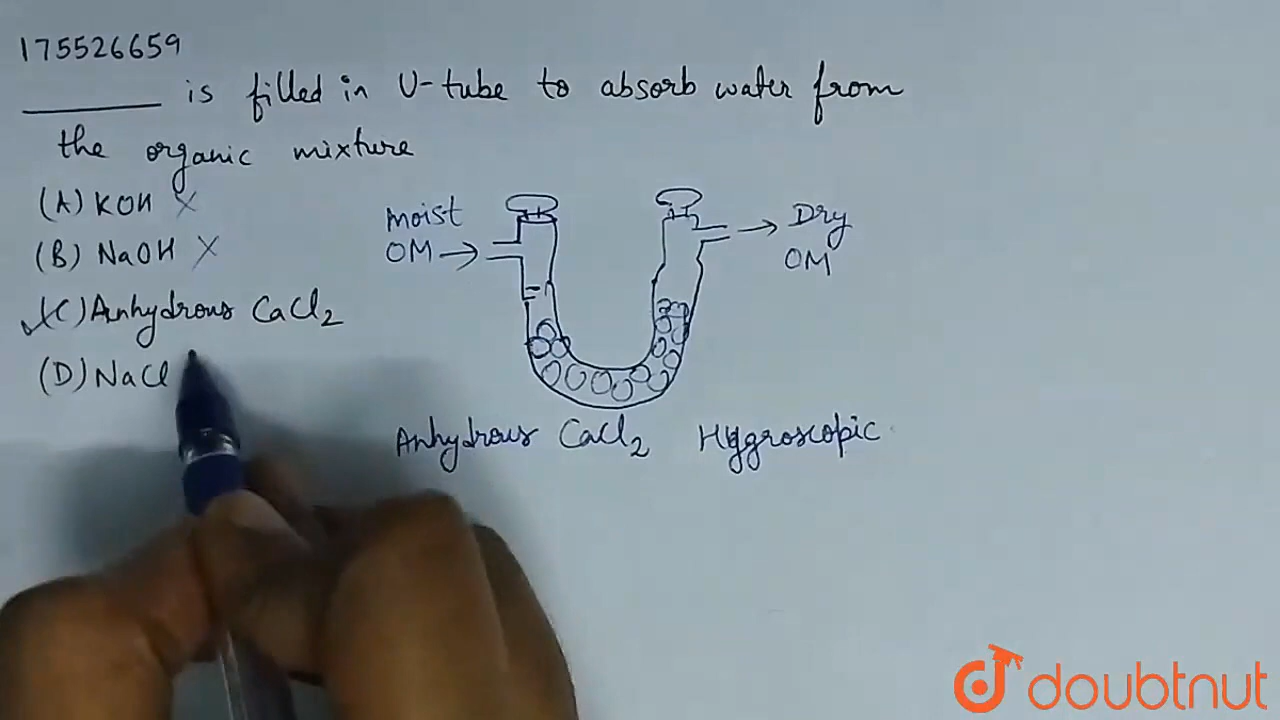 175526659
______ is filled in U-tube to absorb water from
the organic mixture
(A) KOH X
(B) NaOH X
(C) Anhydrous CaCl2
(D) NaCl
Moist
OM →
→ Dry
OM
Anhydrous CaCl2 Hygroscopic
doubtnut